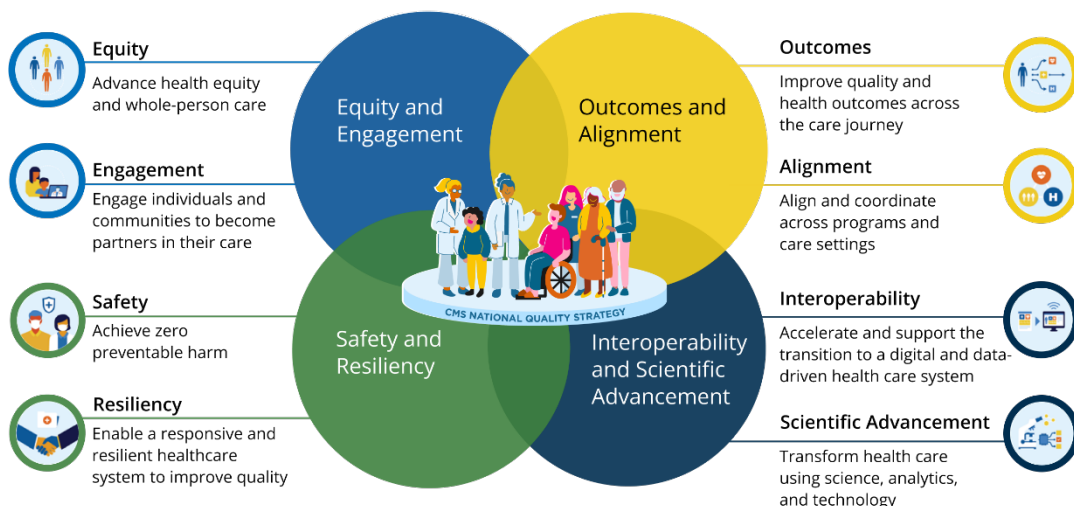 Equity
Advance health equity
and whole-person care
Engagement
Engage individuals and
communities to become
partners in their care
Safety
Achieve zero
preventable harm
Resiliency
Enable a responsive and
resilient healthcare
system to improve quality
Equity and
Engagement
Outcomes and
Alignment
CMS NATIONAL QUALITY STRATEGY
Safety and
Resiliency
Interoperability
and Scientific
Advancement
Outcomes
Improve quality and
health outcomes across
the care journey
Alignment
Align and coordinate
across programs and
care settings
H
Interoperability
Accelerate and support the
transition to a digital and data-
driven health care system
Scientific Advancement
Transform health care
using science, analytics,
and technology